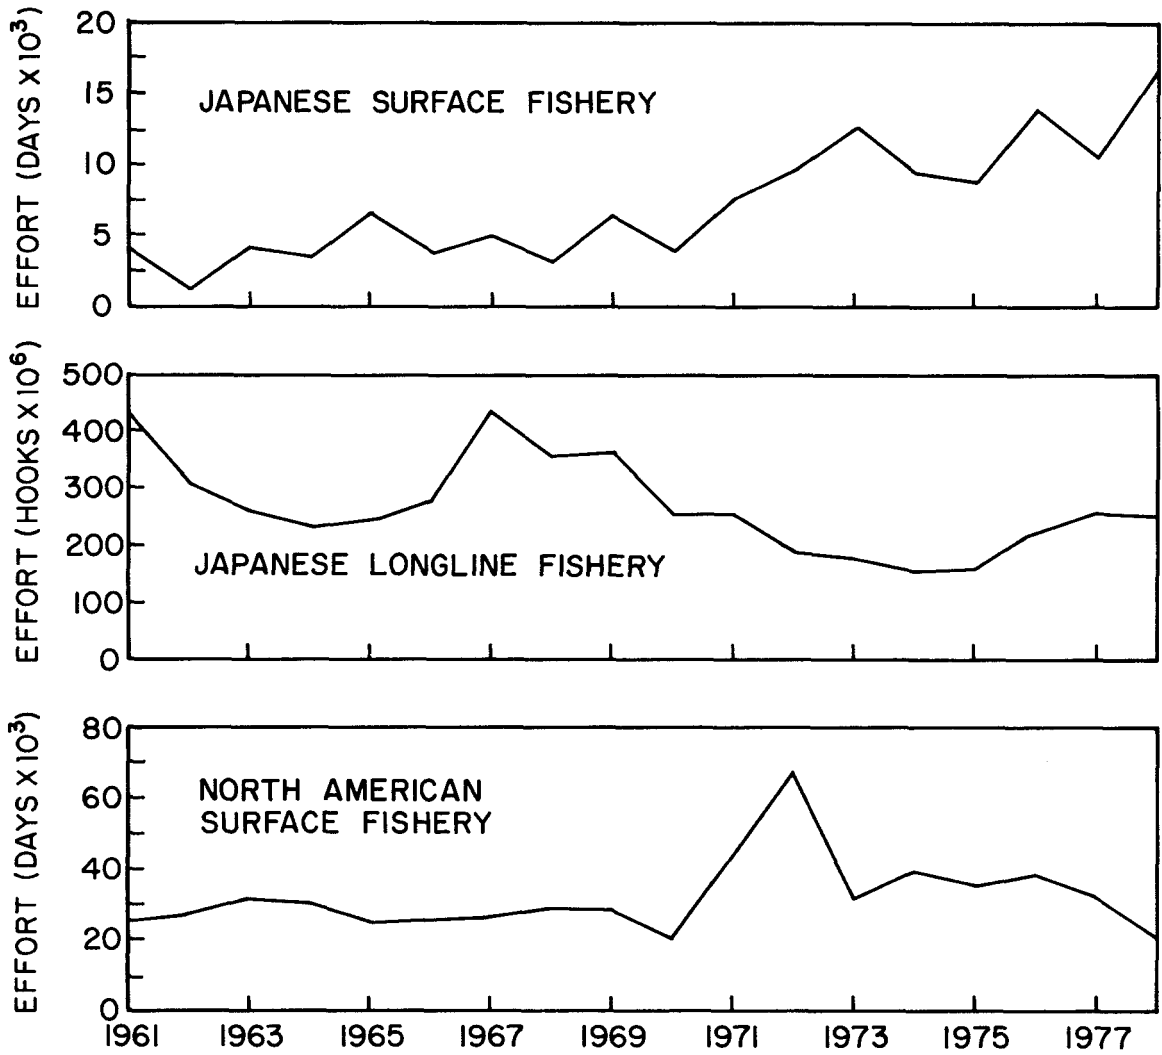 EFFORT (DAYS X 10³)
20
15
10
5
0
JAPANESE SURFACE FISHERY
EFFORT (HOOKS X 10⁶)
500
400
300
200
100
0
JAPANESE LONGLINE FISHERY
EFFORT (DAYS X 10³)
80
60
40
20
0
NORTH AMERICAN
SURFACE FISHERY
1961 1963 1965 1967 1969 1971 1973 1975 1977